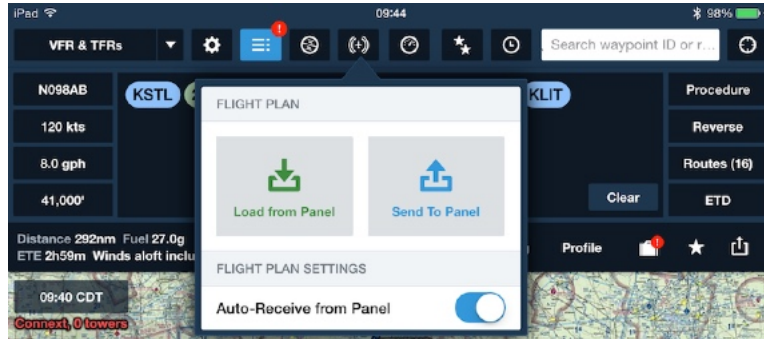 iPad 09:44 98%
VFR & TFRs Search waypoint ID or r...
N098AB KSTL KLIT Procedure
120 kts Reverse
8.0 gph Routes (16)
41,000' Clear ETD
FLIGHT PLAN
Load from Panel Send To Panel
Distance 292nm Fuel 27.0g
ETE 2h59m Winds aloft inclu Profile
FLIGHT PLAN SETTINGS
Auto-Receive from Panel
09:40 CDT
Connext, 0 towers